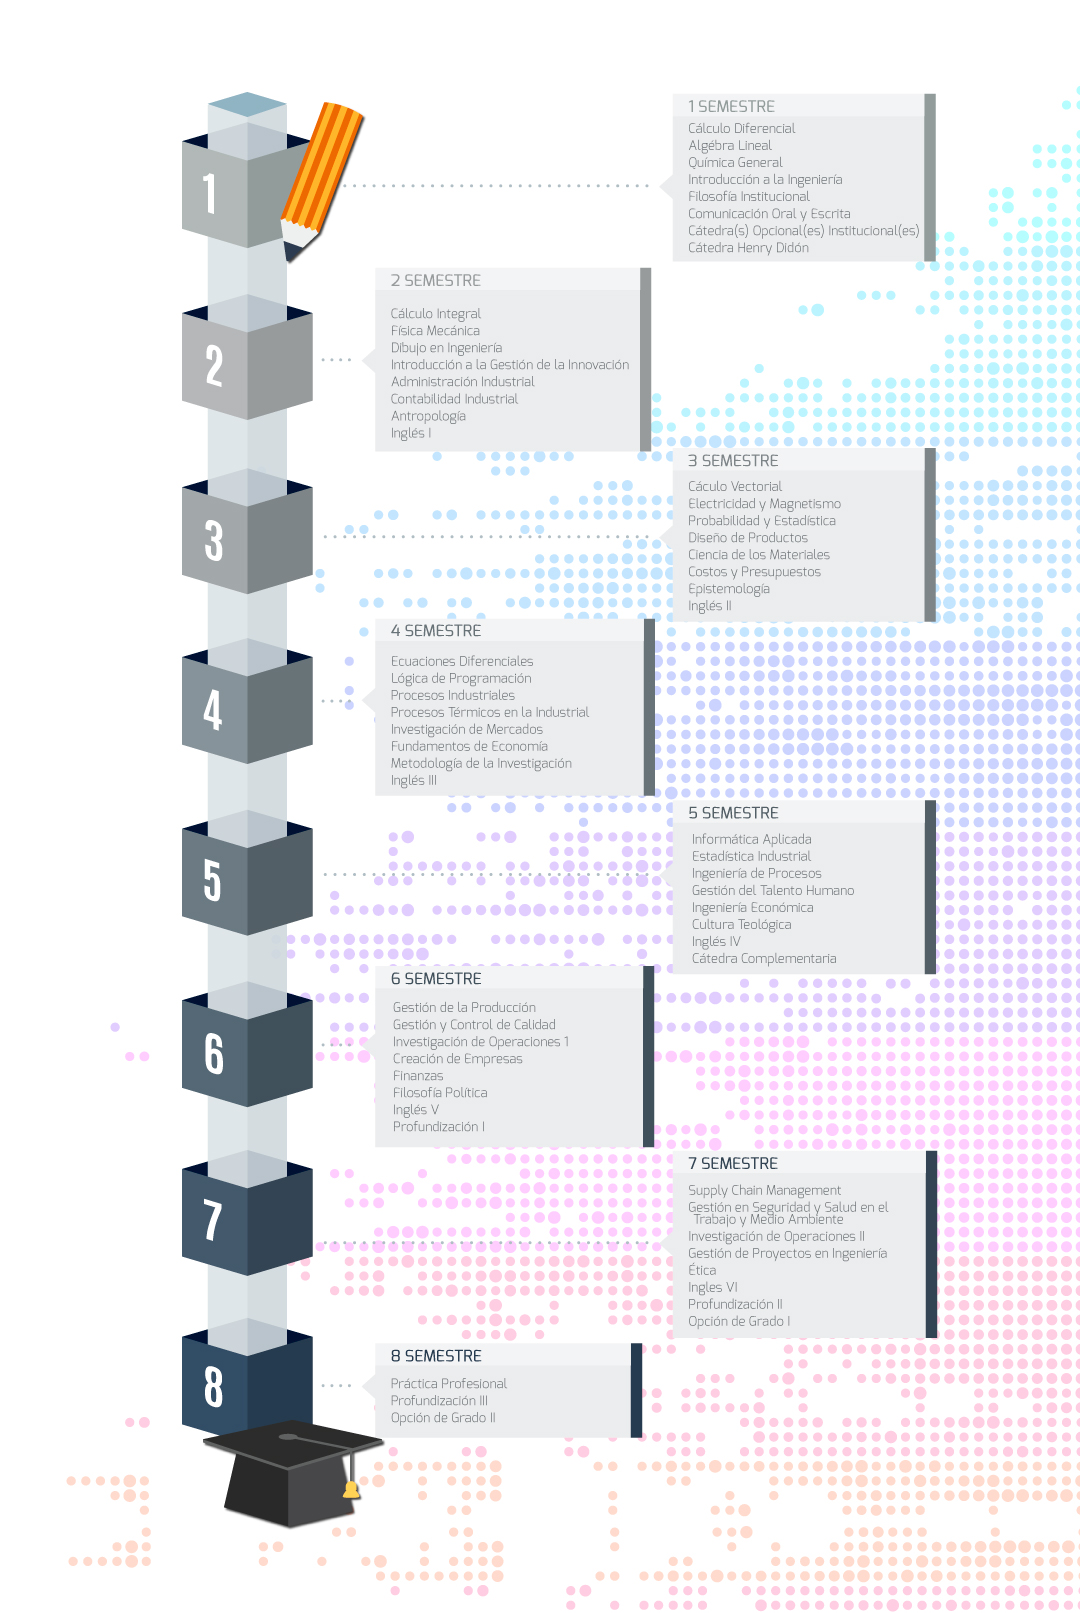 1
1 SEMESTRE
Cálculo Diferencial
Algébra Lineal
Química General
Introducción a la Ingeniería
Filosofía Institucional
Comunicación Oral y Escrita
Cátedra(s) Opcional(es) Institucional(es)
Cátedra Henry Didón
2
2 SEMESTRE
Cálculo Integral
Física Mecánica
Dibujo en Ingeniería
Introducción a la Gestión de la Innovación
Administración Industrial
Contabilidad Industrial
Antropología
Inglés I
3
3 SEMESTRE
Cáculo Vectorial
Electricidad y Magnetismo
Probabilidad y Estadística
Diseño de Productos
Ciencia de los Materiales
Costos y Presupuestos
Epistemología
Inglés II
4
4 SEMESTRE
Ecuaciones Diferenciales
Lógica de Programación
Procesos Industriales
Procesos Térmicos en la Industrial
Investigación de Mercados
Fundamentos de Economía
Metodología de la Investigación
Inglés III
5
5 SEMESTRE
Informática Aplicada
Estadística Industrial
Ingeniería de Procesos
Gestión del Talento Humano
Ingeniería Económica
Cultura Teológica
Inglés IV
Cátedra Complementaria
6
6 SEMESTRE
Gestión de la Producción
Gestión y Control de Calidad
Investigación de Operaciones 1
Creación de Empresas
Finanzas
Filosofía Política
Inglés V
Profundización I
7
7 SEMESTRE
Supply Chain Management
Gestión en Seguridad y Salud en el
Trabajo y Medio Ambiente
Investigación de Operaciones II
Gestión de Proyectos en Ingeniería
Ética
Ingles VI
Profundización II
Opción de Grado I
8
8 SEMESTRE
Práctica Profesional
Profundización III
Opción de Grado II